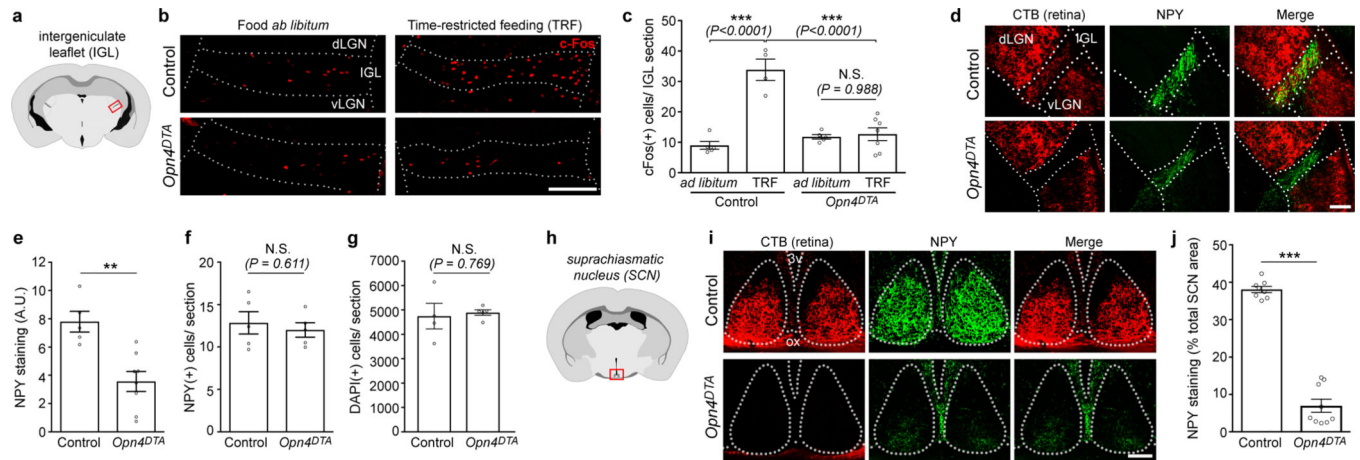 a
intergeniculate
leaflet (IGL)
b
Food ab libitum
Time-restricted feeding (TRF)
Control
Opn4DTA
dLGN
IGL
vLGN
c-Fos
c
cFos(+) cells/ IGL section
50
40
30
20
10
0
***
(P<0.0001)
***
(P<0.0001)
N.S.
(P = 0.988)
ad libitum
TRF
ad libitum
TRF
Control
Opn4DTA
d
CTB (retina)
NPY
Merge
Control
Opn4DTA
dLGN
IGL
vLGN
e
NPY staining (A.U.)
12
10
8
6
4
2
0
**
Control
Opn4DTA
f
NPY(+) cells/ section
20
15
10
5
0
N.S.
(P = 0.611)
Control
Opn4DTA
g
DAPI(+) cells/ section
7000
6000
5000
4000
3000
2000
1000
0
N.S.
(P = 0.769)
Control
Opn4DTA
h
suprachiasmatic
nucleus (SCN)
i
CTB (retina)
NPY
Merge
Control
Opn4DTA
3v
ox
j
NPY staining (% total SCN area)
50
40
30
20
10
0
***
Control
Opn4DTA